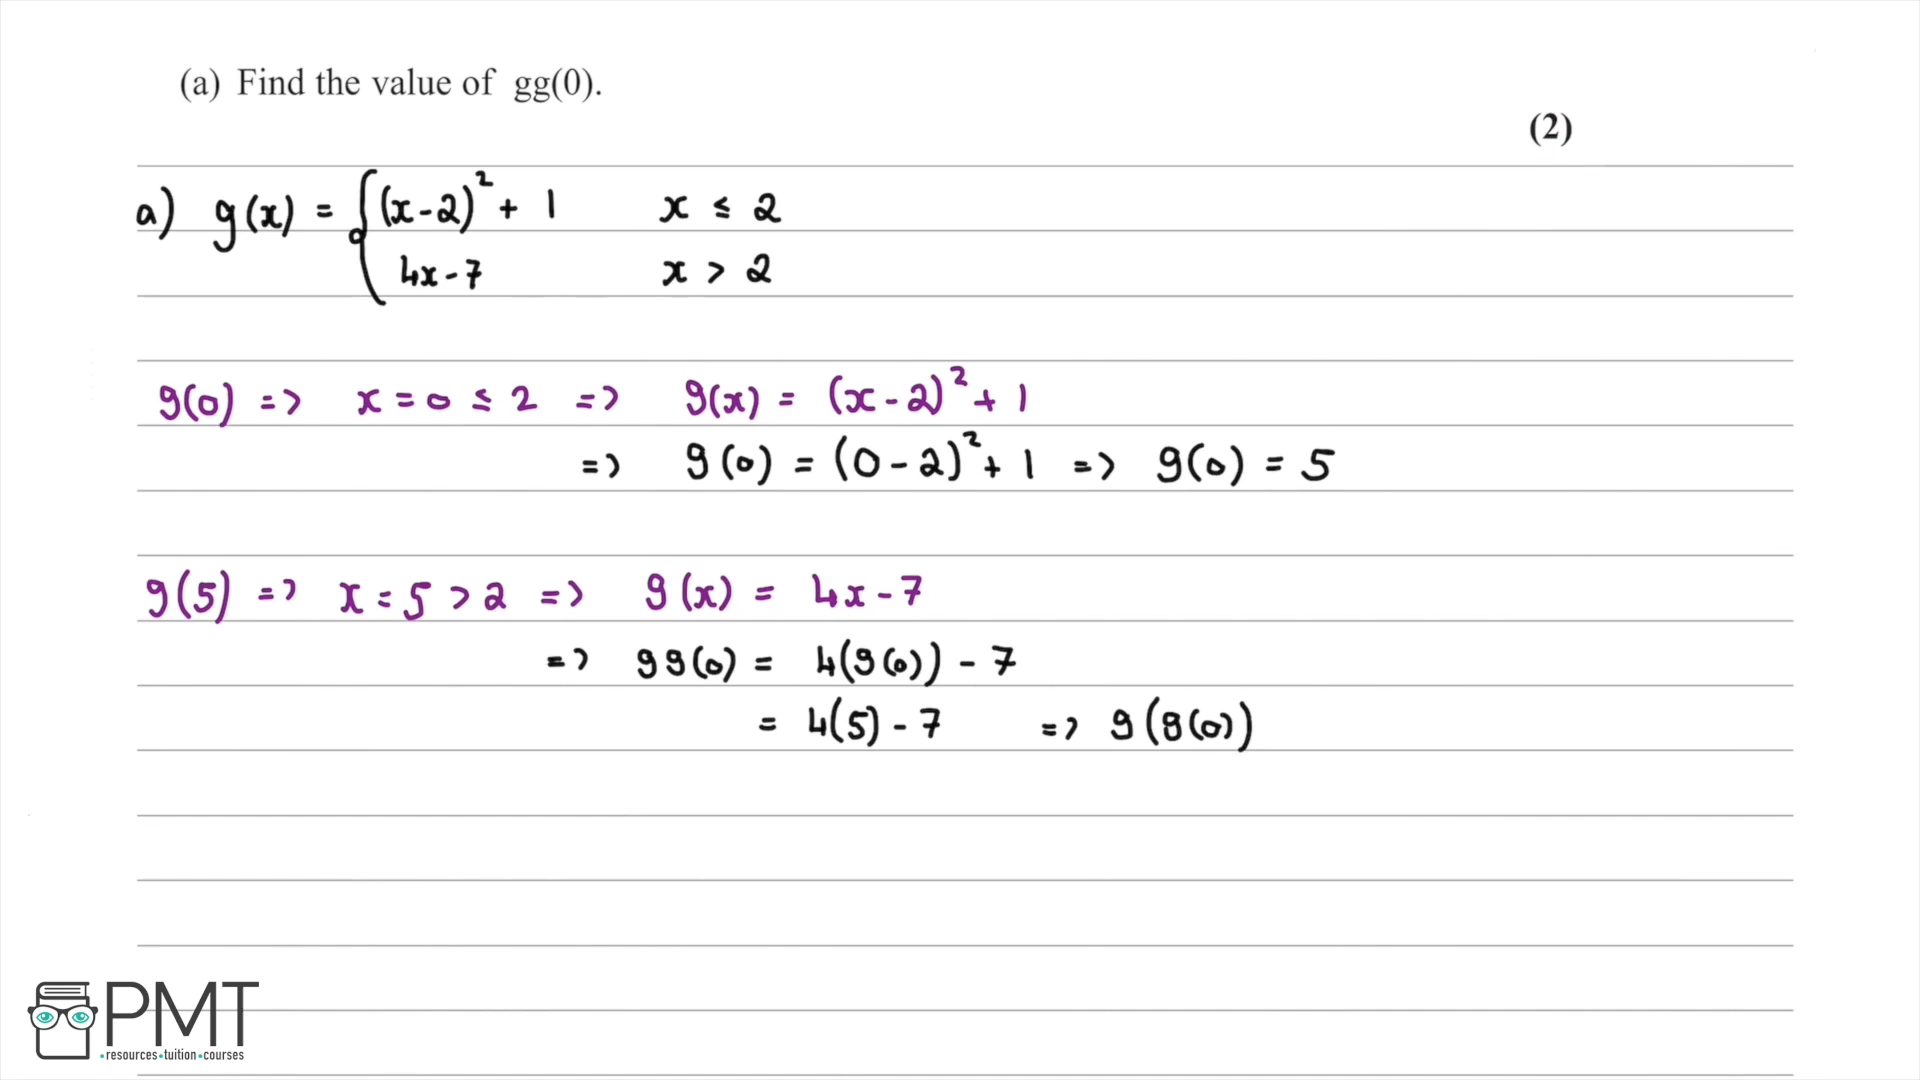 (a) Find the value of gg(0).
(2)
a) g(x) = { (x-2)² + 1    x ≤ 2
4x-7    x > 2
g(0) => x = 0 ≤ 2 => g(x) = (x-2)² + 1
=> g(0) = (0-2)² + 1 => g(0) = 5
g(5) => x = 5 > 2 => g(x) = 4x-7
=> gg(0) = 4(g(0)) - 7
= 4(5) - 7 => g(g(0))
PMT
•resources•tuition•courses